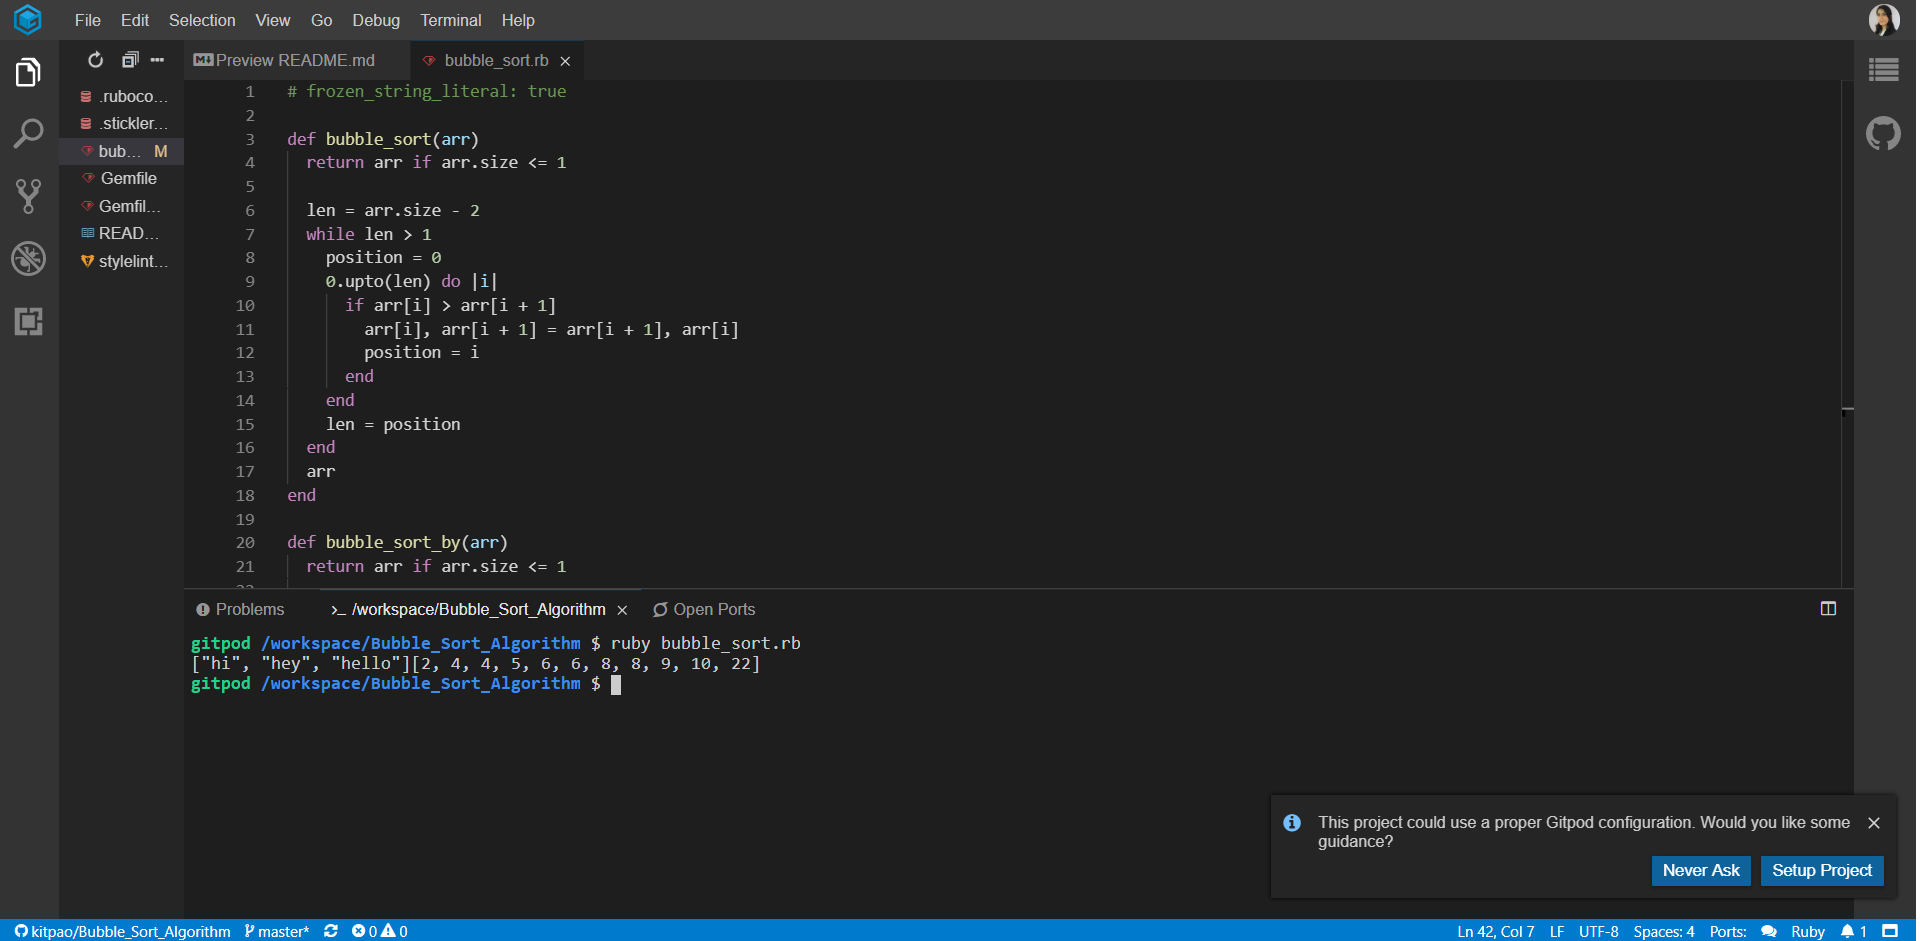 File Edit Selection View Go Debug Terminal Help
Preview README.md bubble_sort.rb
.ruboco...
.stickler...
bub... M
Gemfile
Gemfil...
READ...
stylelint...
1 # frozen_string_literal: true
2
3 def bubble_sort(arr)
4 return arr if arr.size <= 1
5
6 len = arr.size - 2
7 while len > 1
8 position = 0
9 0.upto(len) do |i|
10 if arr[i] > arr[i + 1]
11 arr[i], arr[i + 1] = arr[i + 1], arr[i]
12 position = i
13 end
14 end
15 len = position
16 end
17 arr
18 end
19
20 def bubble_sort_by(arr)
21 return arr if arr.size <= 1
Problems >_ /workspace/Bubble_Sort_Algorithm Open Ports
gitpod /workspace/Bubble_Sort_Algorithm $ ruby bubble_sort.rb
["hi", "hey", "hello"][2, 4, 4, 5, 6, 6, 8, 8, 9, 10, 22]
gitpod /workspace/Bubble_Sort_Algorithm $
This project could use a proper Gitpod configuration. Would you like some
guidance?
Never Ask Setup Project
kitpao/Bubble_Sort_Algorithm master* 0 0 Ln 42, Col 7 LF UTF-8 Spaces: 4 Ports: Ruby 1